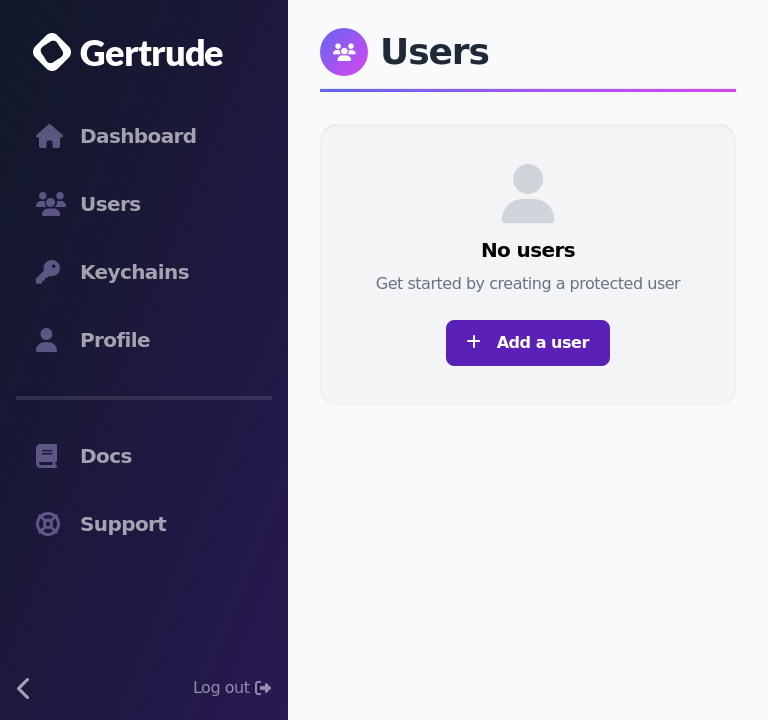 Gertrude
Dashboard
Users
Keychains
Profile
Docs
Support
Log out
Users
No users
Get started by creating a protected user
Add a user